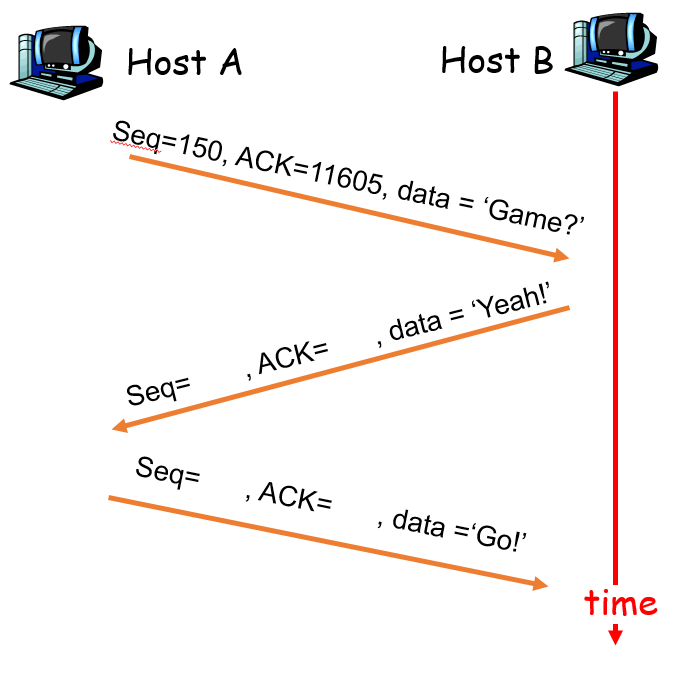 Host A
Host B
Seq=150, ACK=11605, data = ‘Game?’
Seq= , ACK= , data = ‘Yeah!’
Seq= , ACK= , data =‘Go!’
time